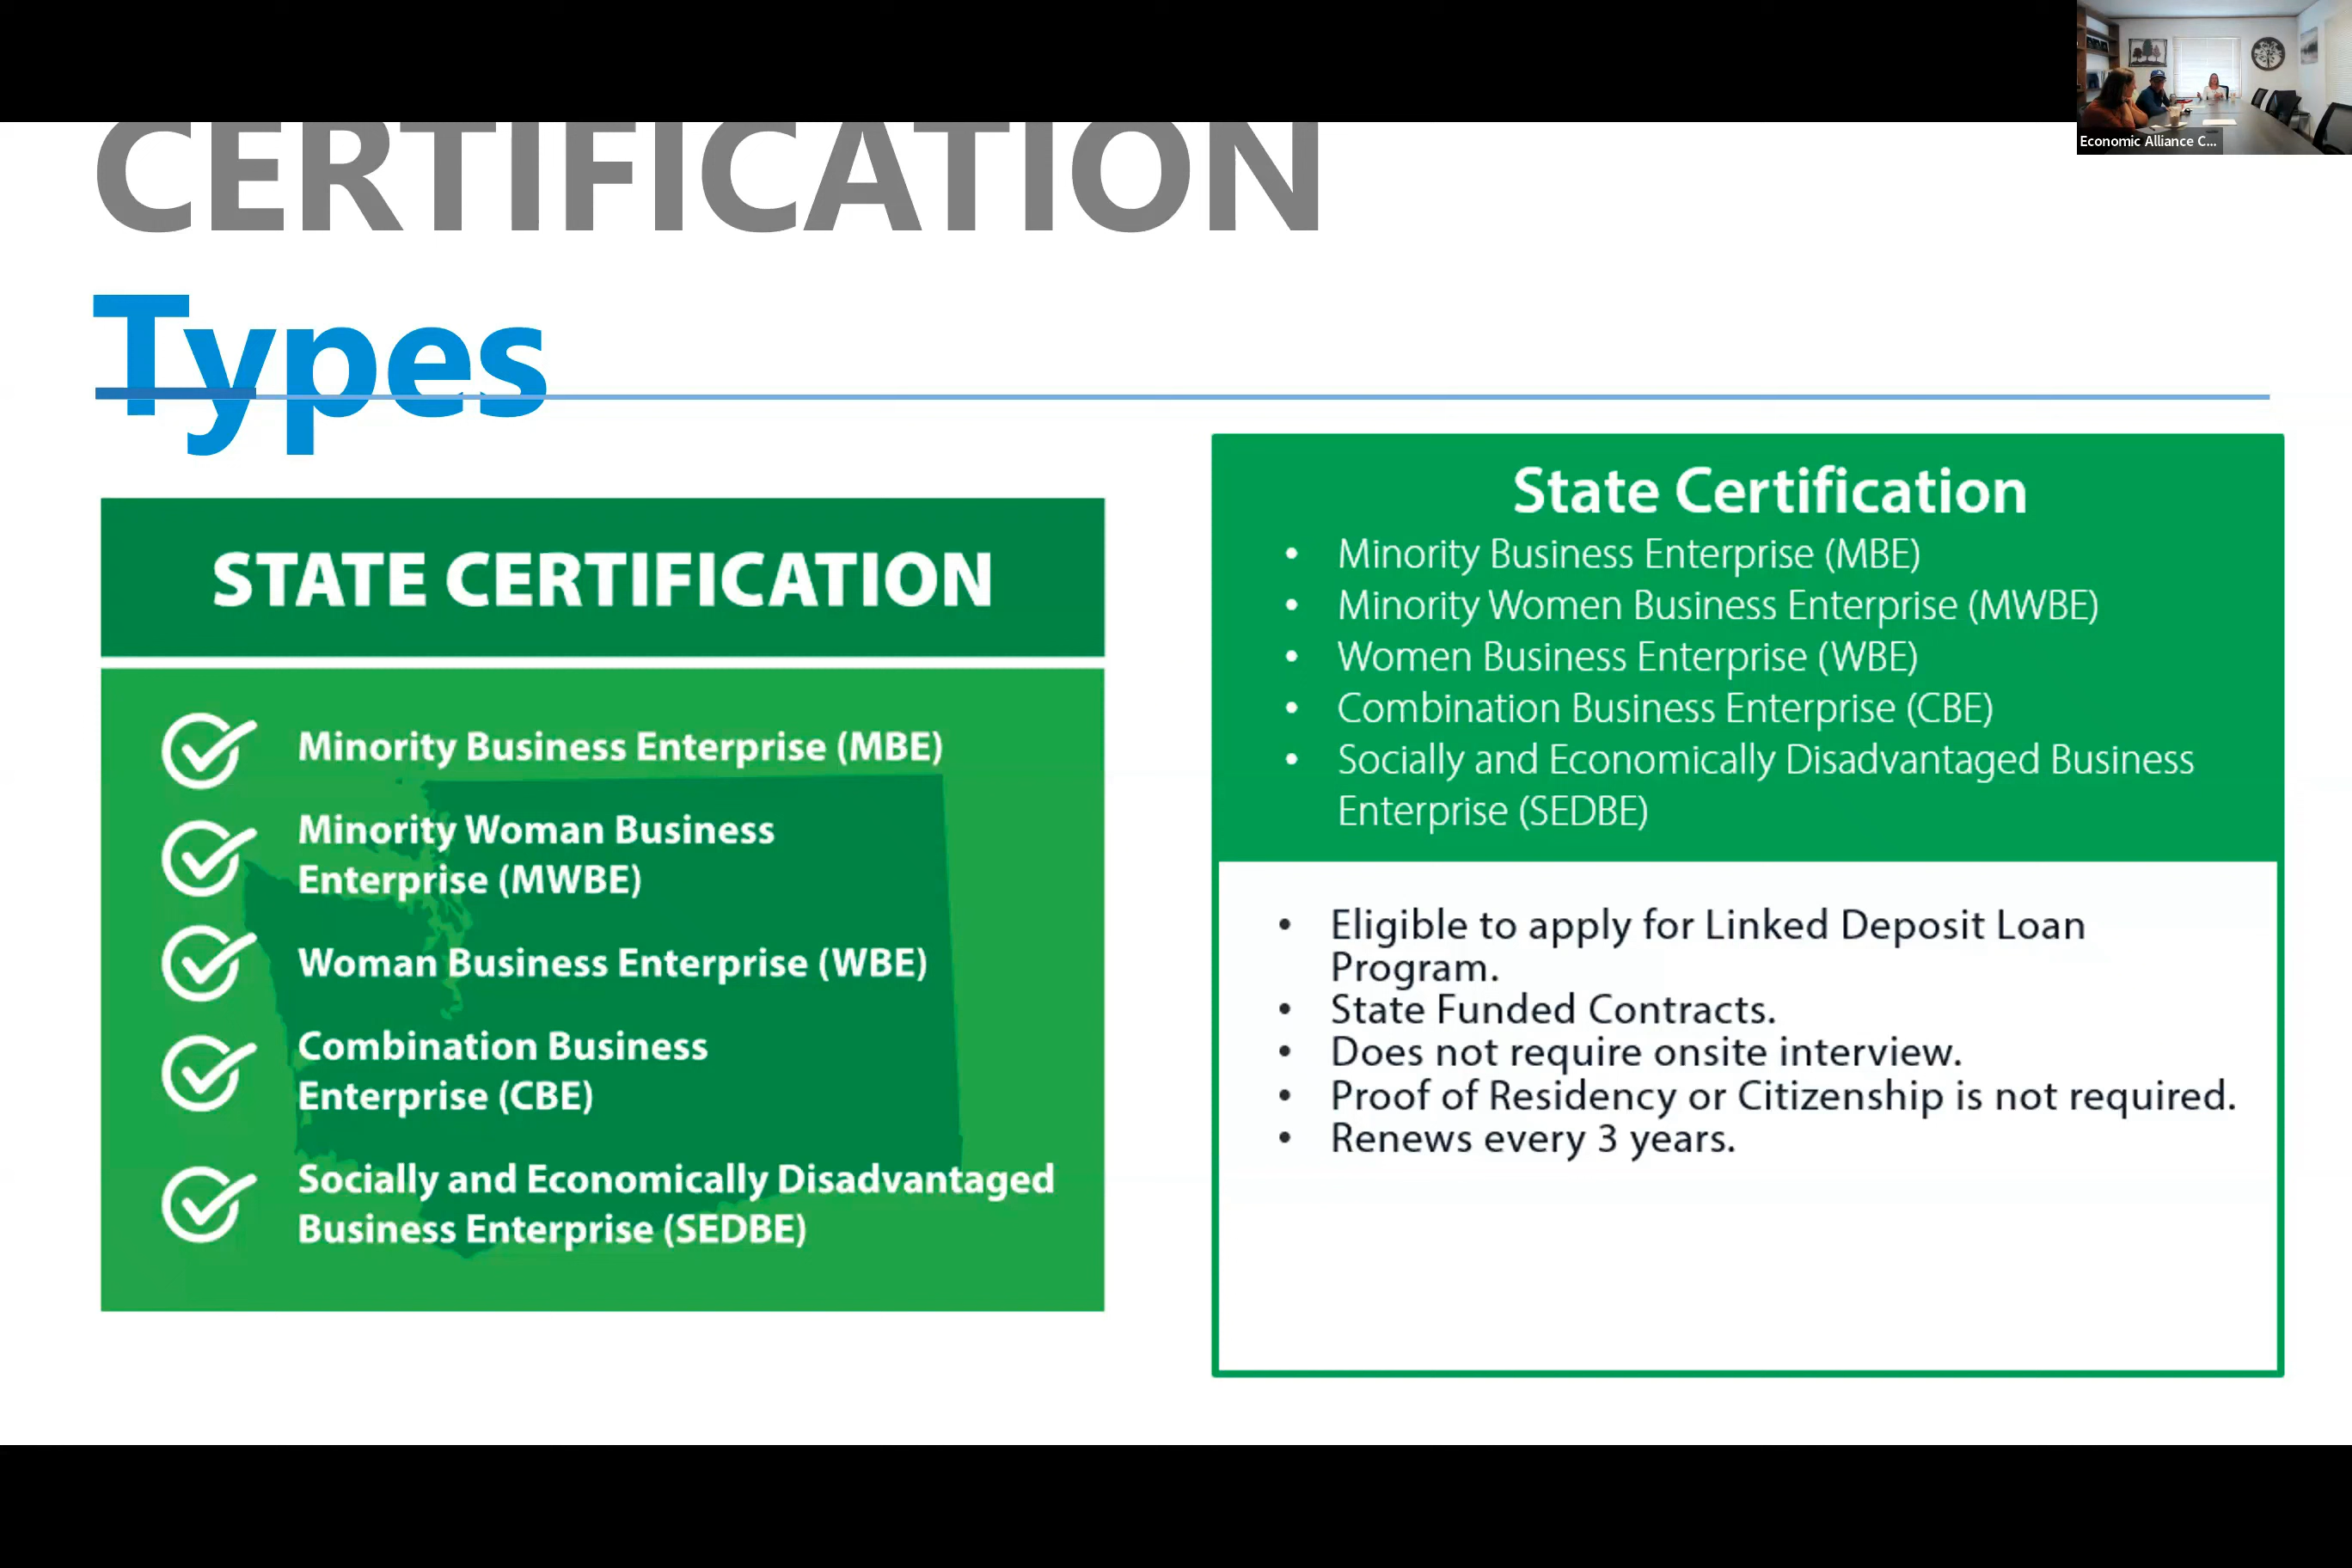 Economic Alliance C...
CERTIFICATION
Types
STATE CERTIFICATION
Minority Business Enterprise (MBE)
Minority Woman Business
Enterprise (MWBE)
Woman Business Enterprise (WBE)
Combination Business
Enterprise (CBE)
Socially and Economically Disadvantaged
Business Enterprise (SEDBE)
State Certification
• Minority Business Enterprise (MBE)
• Minority Women Business Enterprise (MWBE)
• Women Business Enterprise (WBE)
• Combination Business Enterprise (CBE)
• Socially and Economically Disadvantaged Business
Enterprise (SEDBE)
• Eligible to apply for Linked Deposit Loan
Program.
• State Funded Contracts.
• Does not require onsite interview.
• Proof of Residency or Citizenship is not required.
• Renews every 3 years.